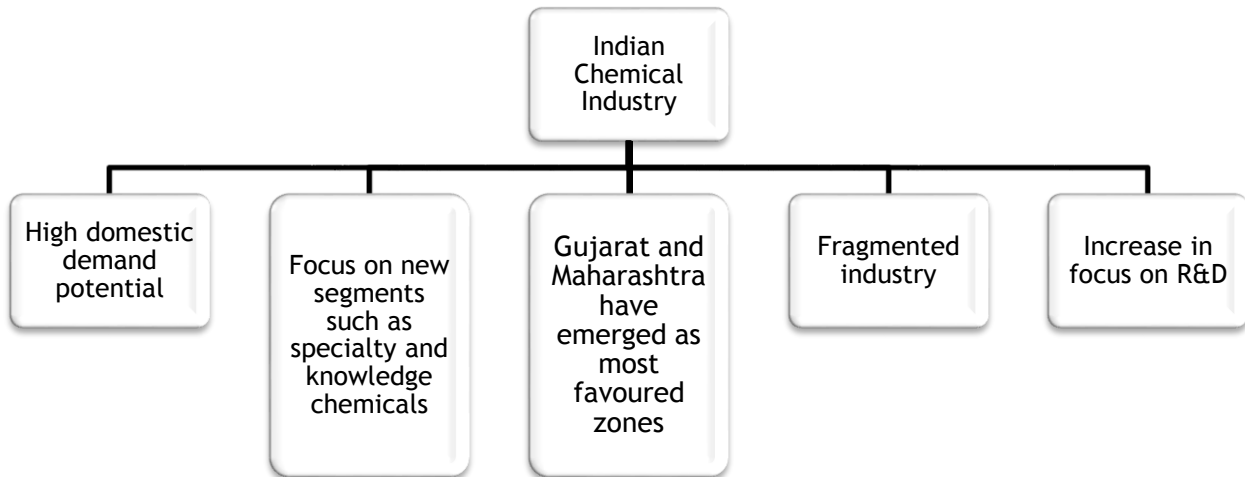 Indian
Chemical
Industry
High domestic
demand
potential
Focus on new
segments
such as
specialty and
knowledge
chemicals
Gujarat and
Maharashtra
have
emerged as
most
favoured
zones
Fragmented
industry
Increase in
focus on R&D